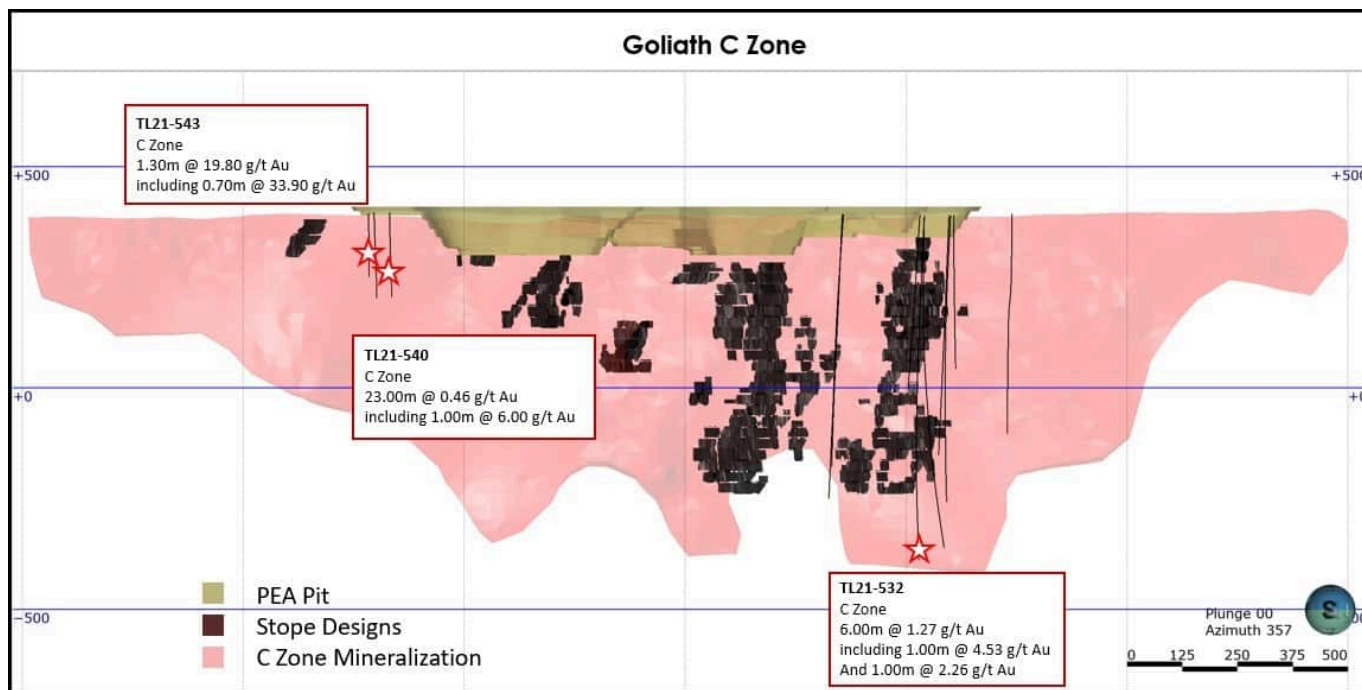 Goliath C Zone
TL21-543
C Zone
1.30m @ 19.80 g/t Au
including 0.70m @ 33.90 g/t Au
+500
+500
TL21-540
C Zone
23.00m @ 0.46 g/t Au
including 1.00m @ 6.00 g/t Au
+0
+0
TL21-532
C Zone
6.00m @ 1.27 g/t Au
including 1.00m @ 4.53 g/t Au
And 1.00m @ 2.26 g/t Au
PEA Pit
Stope Designs
C Zone Mineralization
-500
Plunge 00
Azimuth 357
S
0 125 250 375 500